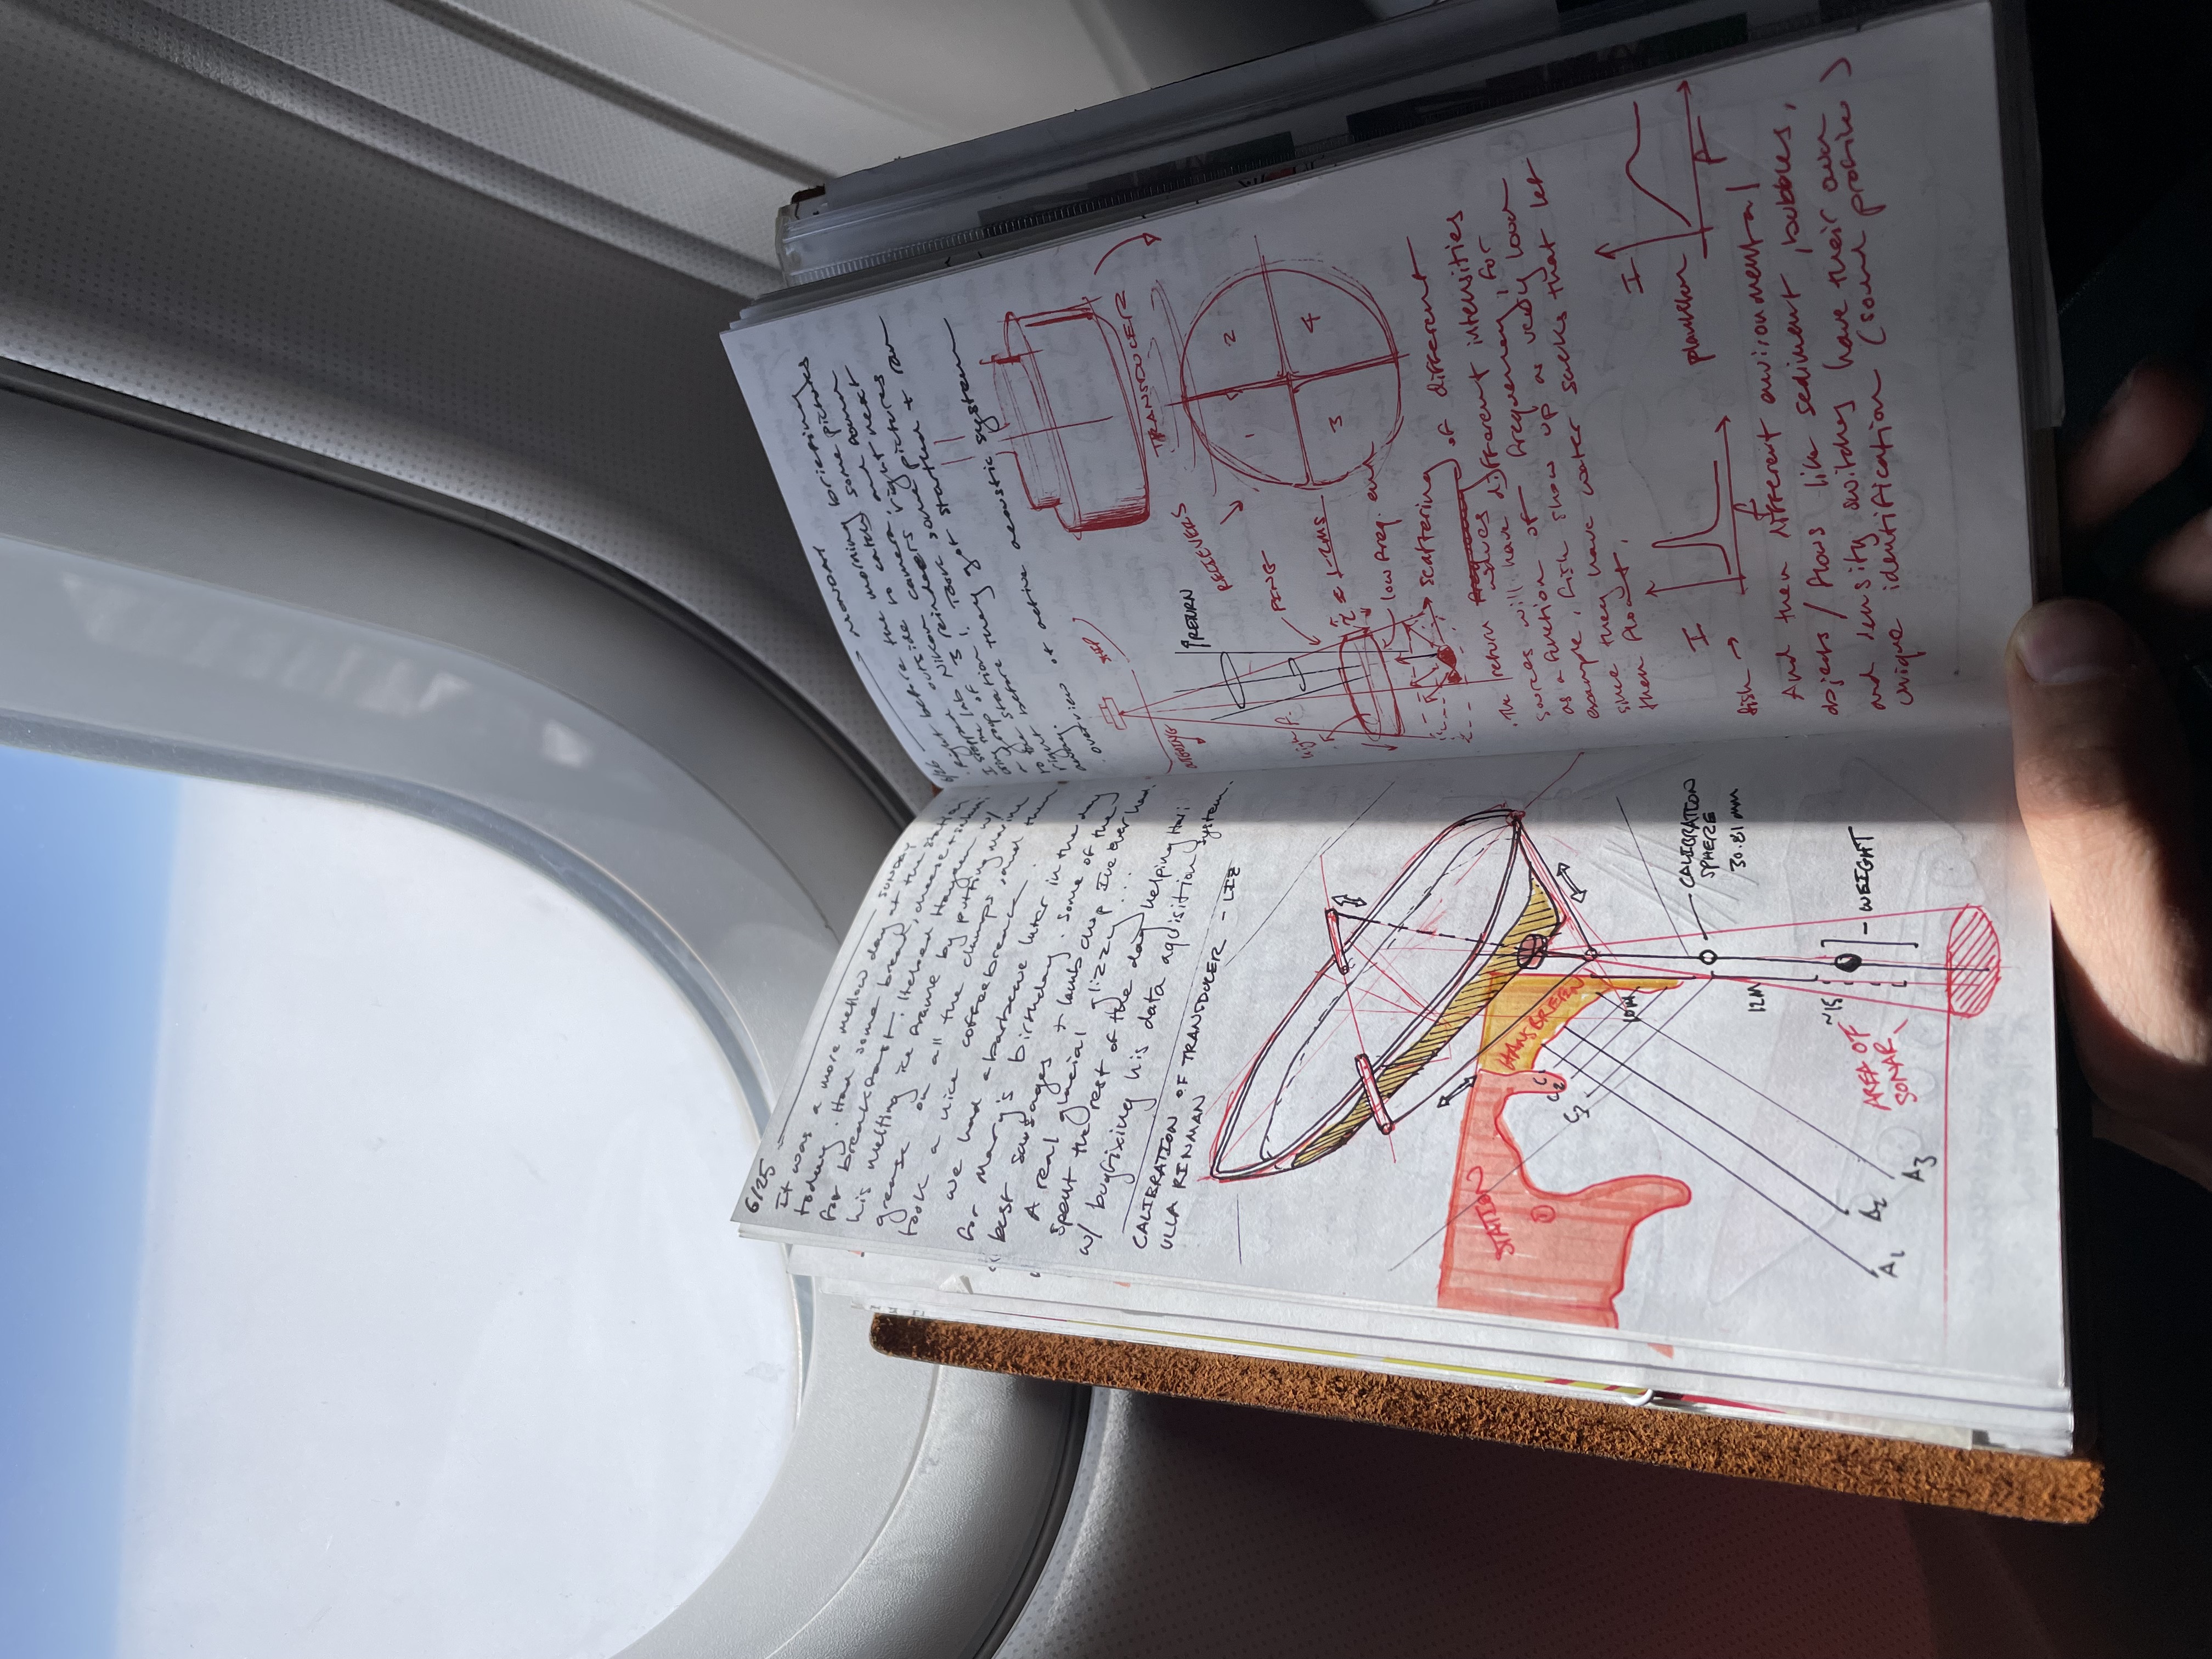 6/25 — SUNDAY
It was a more mellow day at the station
today. Had some bread, cheese + salami
for breakfast. Helped Hayden w/
his melting ice frame by putting marine
grease on all the clamps, and then
took a nice coffeebreak.
We had a barbecue later in the day
for Mary's birthday. Some of the
best sausages + lamb chop I've ever had.
A real glacial glizzy...
Spent the rest of the day helping Hari
w/ bugfixing his data aquisition system.
CALIBRATION OF TRANSDUCER - LIZ
ULLA RINMAN
STATION
①
HANSBREEN
C1
C2
C3
10M
CALIBRATION
SPHERE
30.81 mm
12M
~15
WEIGHT
AREA OF
SONAR
A1
A2
A3
6/26 → MONDAY
. Right before the morning briefing
I stepped outside to catch some pictures
using the lab Nikon camera, and found
a group of 3 reindeers right next
to the station! Took some pictures
right before they got startled + ran
away.
. overview of active acoustic system
SHIP
TRANSDUCER
OUTGOING
RETURN
RECIEVERS
1
2
3
4
PING
high f.
τ ≈ 1-2ms
low freq. end
scattering
. The return frequency of different
waves
sources will have different intensities
as a function of frequency, for
example, fish show up as very loud
since they have water sacks that let
them float.
I
fish →
f
plankton
I
F
And then different environmental
objects / flows like sediment, bubbles,
and density switches have their own
unique identification (sound profile)